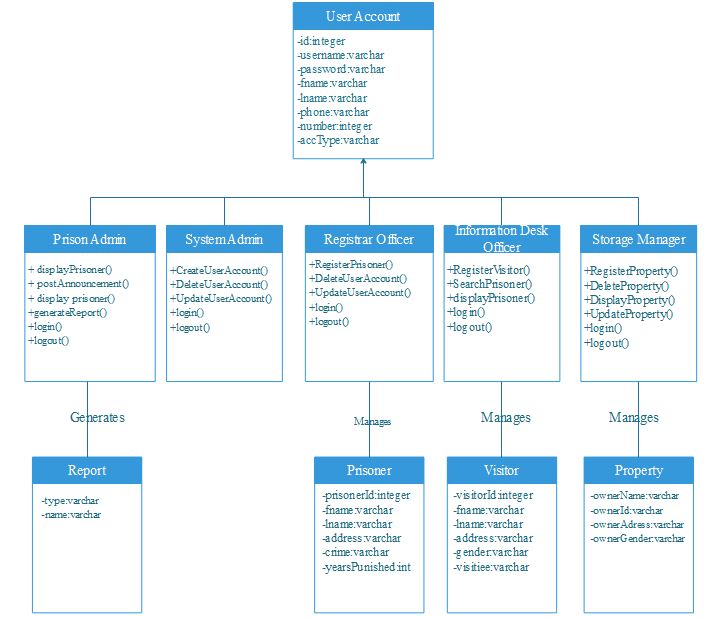 User Account
-id:integer
-username:varchar
-password:varchar
-fname:varchar
-lname:varchar
-phone:varchar
-number:integer
-accType:varchar
Prison Admin
+ displayPrisoner()
+ postAnnouncement()
+ display prisoner()
+generateReport()
+login()
+logout()
System Admin
+CreateUserAccount()
+DeleteUserAccount()
+UpdateUserAccount()
+login()
+logout()
Registrar Officer
+RegisterPrisoner()
+DeleteUserAccount()
+UpdateUserAccount()
+login()
+logout()
Information Desk
Officer
+RegisterVisitor()
+SearchPrisoner()
+displayPrisoner()
+login()
+logout()
Storage Manager
+RegisterProperty()
+DeleteProperty()
+DisplayProperty()
+UpdateProperty()
+login()
+logout()
Generates
Manages
Manages
Manages
Report
-type:varchar
-name:varchar
Prisoner
-prisonerId:integer
-fname:varchar
-lname:varchar
-address:varchar
-crime:varchar
-yearsPunished:int
Visitor
-visitorId:integer
-fname:varchar
-lname:varchar
-address:varchar
-gender:varchar
-visitiee:varchar
Property
-ownerName:varchar
-ownerId:varchar
-ownerAdress:varchar
-ownerGender:varchar